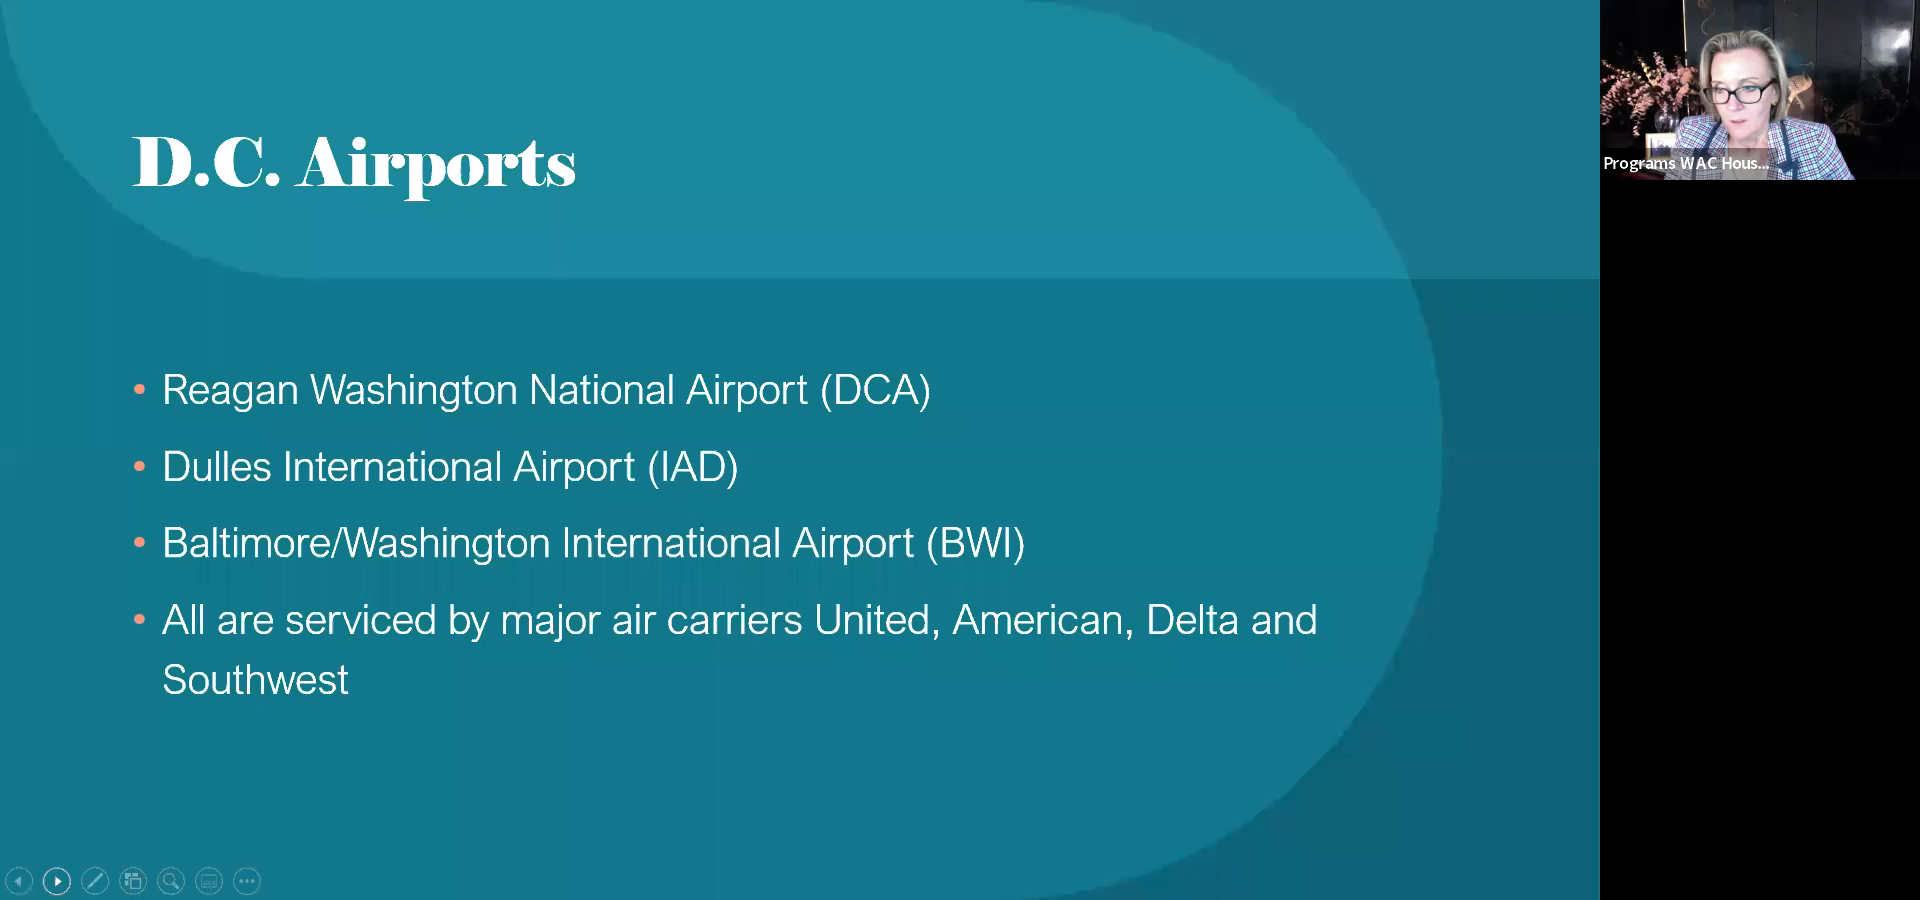 D.C. Airports
• Reagan Washington National Airport (DCA)
• Dulles International Airport (IAD)
• Baltimore/Washington International Airport (BWI)
• All are serviced by major air carriers United, American, Delta and
Southwest
Programs WAC Hous...